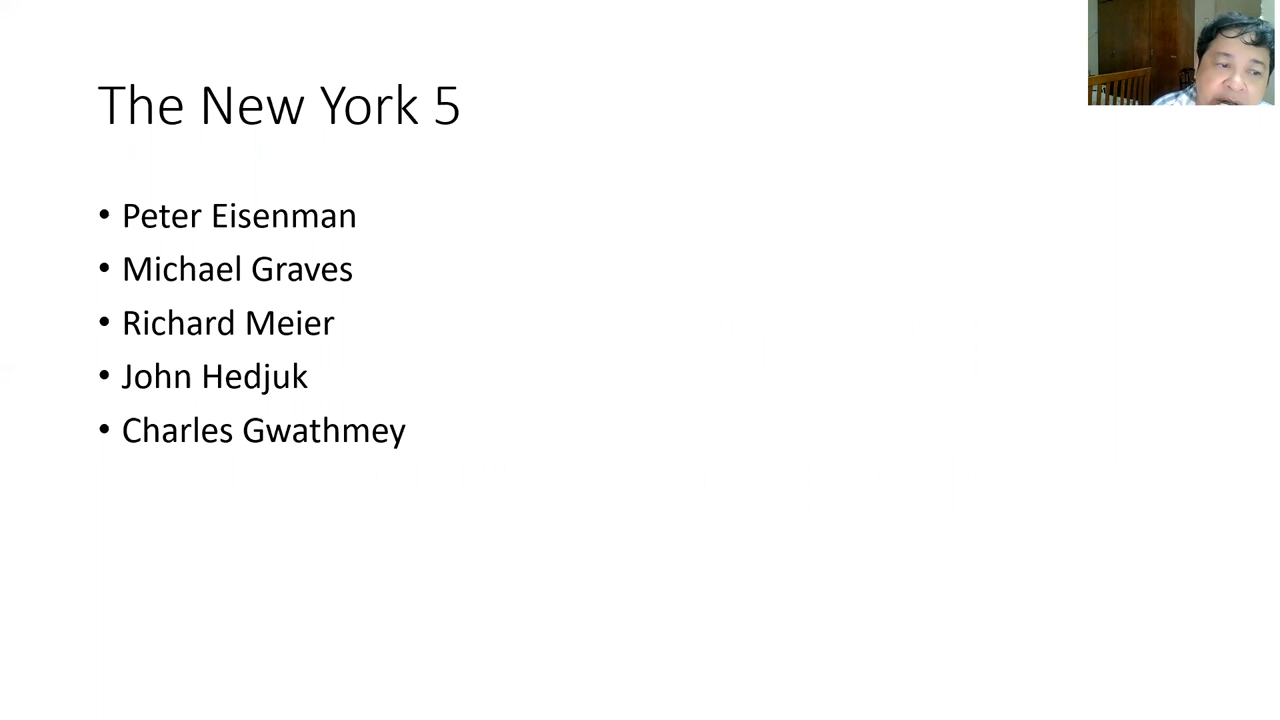 The New York 5
• Peter Eisenman
• Michael Graves
• Richard Meier
• John Hedjuk
• Charles Gwathmey